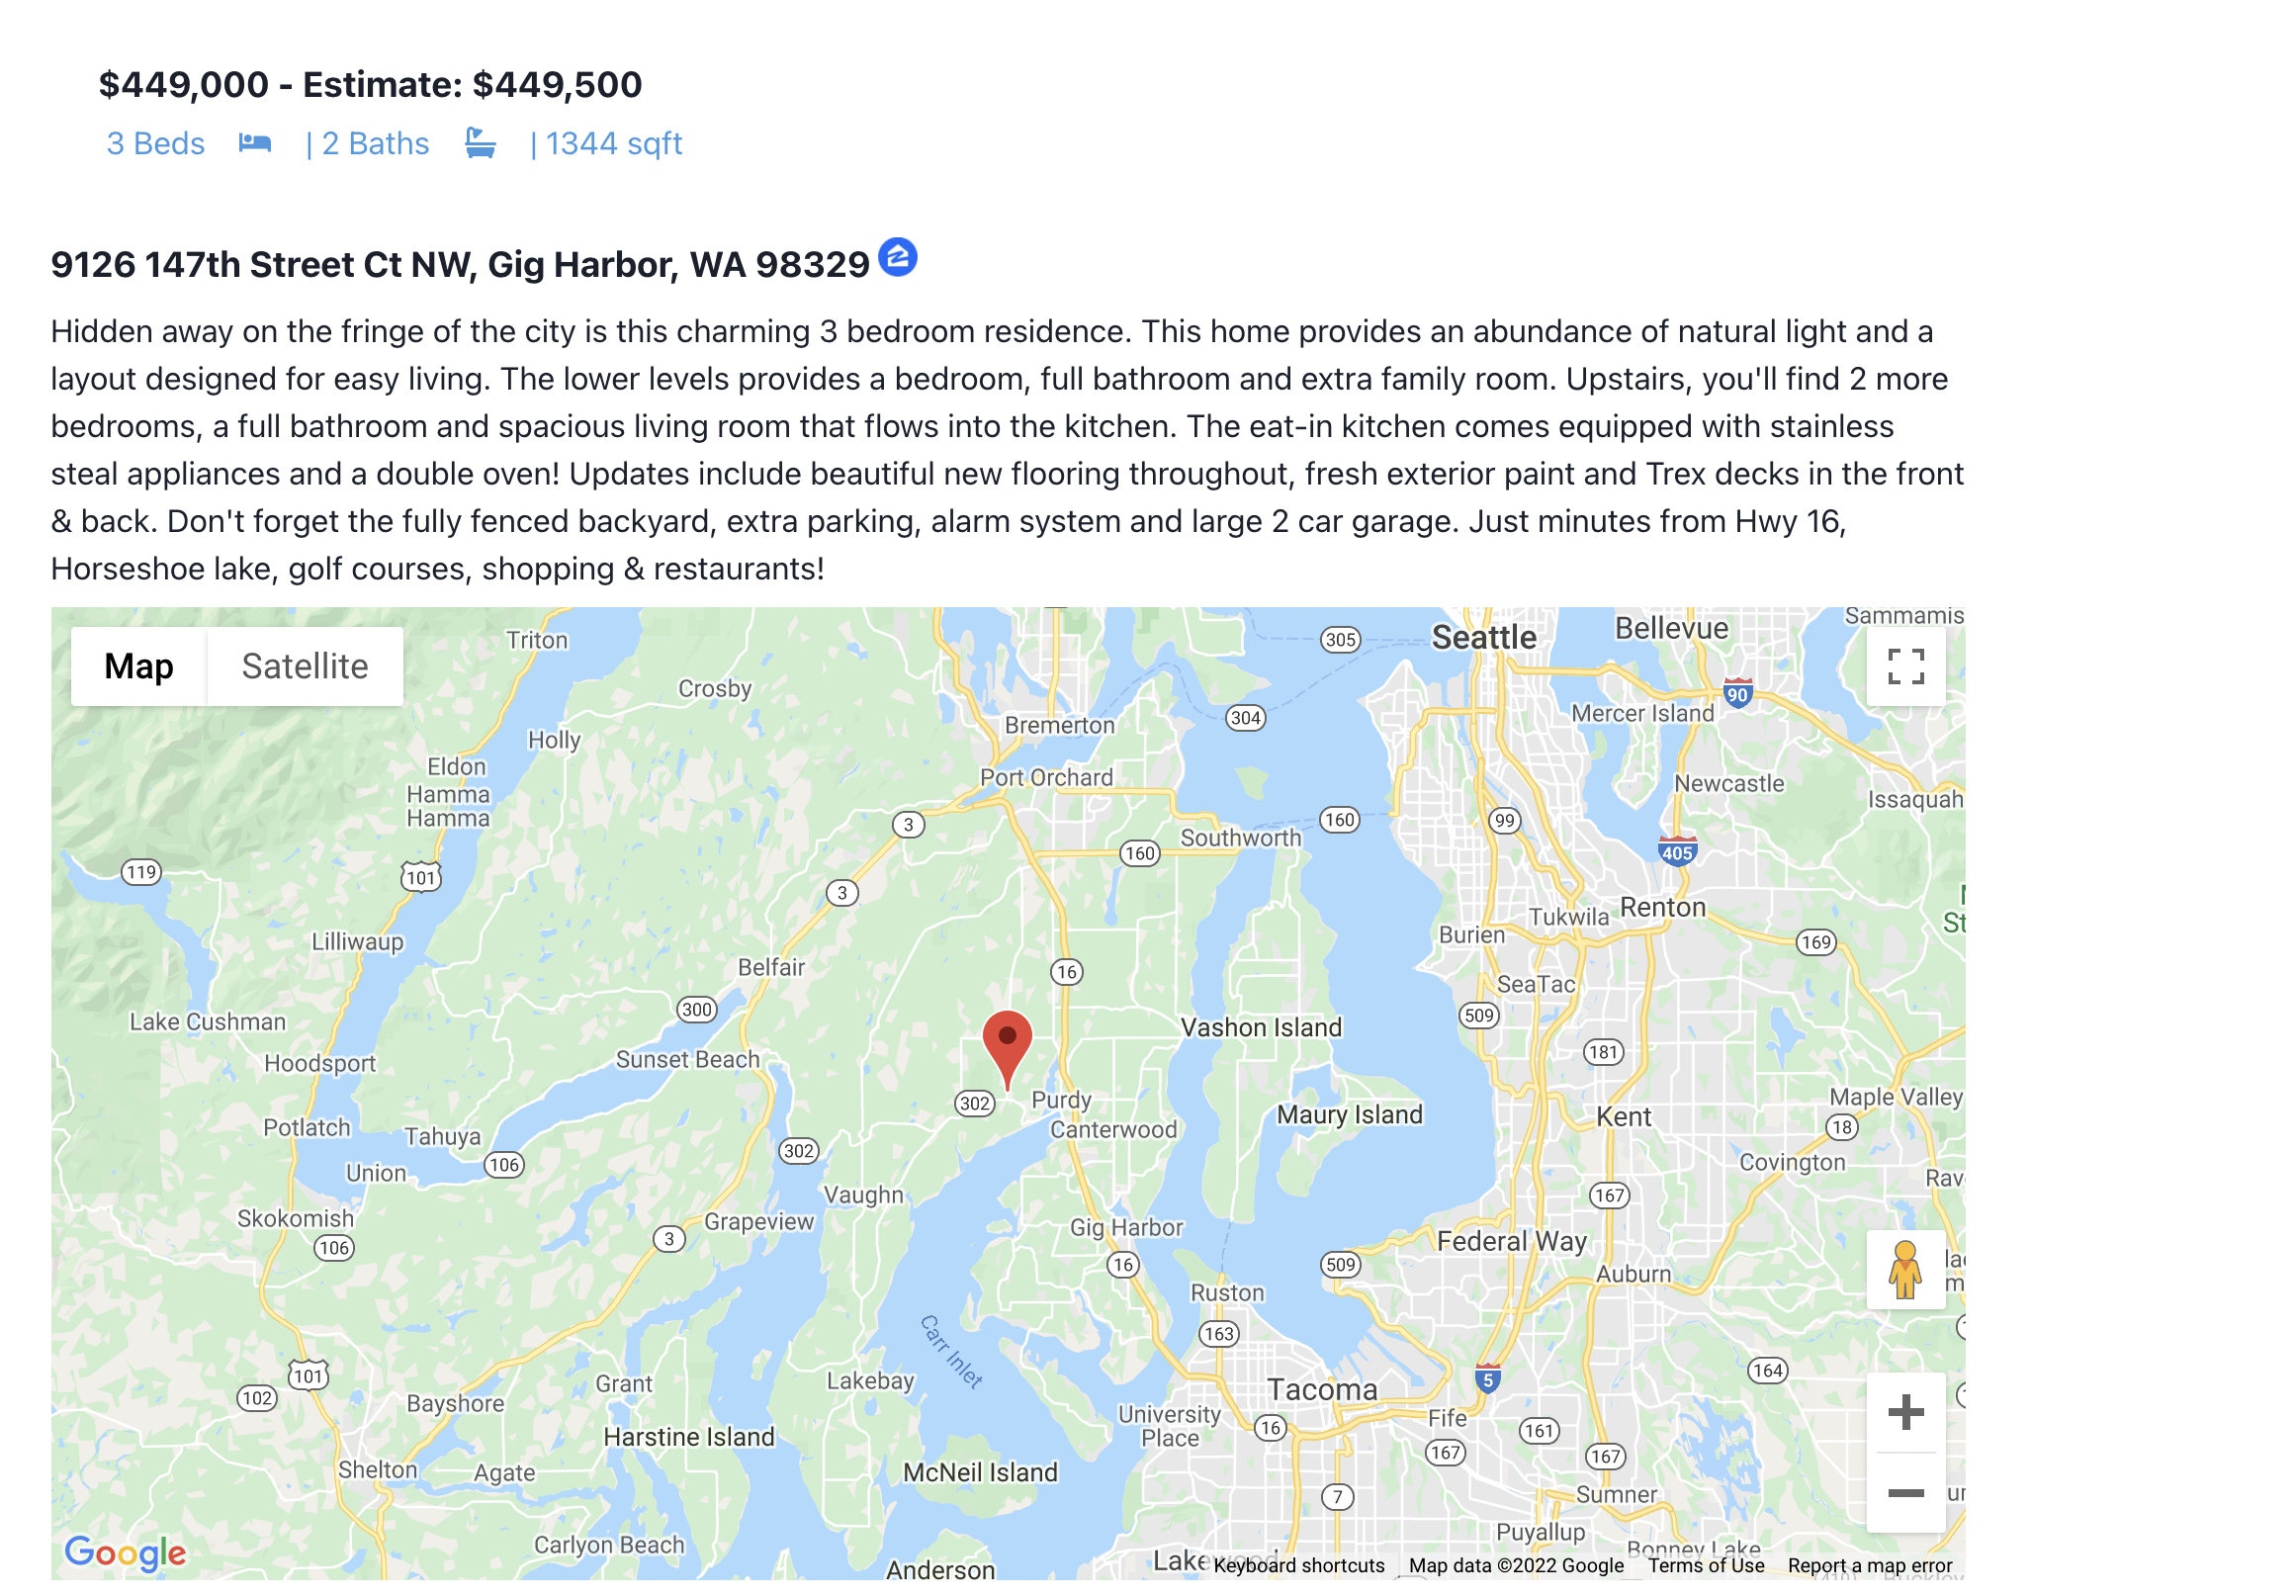 $449,000 - Estimate: $449,500
3 Beds | 2 Baths | 1344 sqft
9126 147th Street Ct NW, Gig Harbor, WA 98329
Hidden away on the fringe of the city is this charming 3 bedroom residence. This home provides an abundance of natural light and a
layout designed for easy living. The lower levels provides a bedroom, full bathroom and extra family room. Upstairs, you'll find 2 more
bedrooms, a full bathroom and spacious living room that flows into the kitchen. The eat-in kitchen comes equipped with stainless
steal appliances and a double oven! Updates include beautiful new flooring throughout, fresh exterior paint and Trex decks in the front
& back. Don't forget the fully fenced backyard, extra parking, alarm system and large 2 car garage. Just minutes from Hwy 16,
Horseshoe lake, golf courses, shopping & restaurants!
Sammamis
Triton
305
Seattle
Bellevue
Map
Satellite
Crosby
90
304
Mercer Island
Bremerton
Holly
Eldon
Port Orchard
Newcastle
Hamma
Hamma
Issaquah
3
160
99
Southworth
160
405
119
101
3
Renton
Tukwila
Burien
169
Lilliwaup
Belfair
16
SeaTac
300
509
Lake Cushman
Vashon Island
181
Hoodsport
Sunset Beach
302
Purdy
Maple Valley
Maury Island
Kent
Potlatch
Tahuya
Canterwood
18
302
106
Union
Covington
Vaughn
167
Skokomish
Grapeview
Gig Harbor
106
3
Federal Way
16
509
Auburn
Ruston
163
Carr Inlet
101
164
5
102
Grant
Lakebay
Tacoma
Bayshore
University
Place
Fife
16
161
Harstine Island
167
167
Shelton
Agate
McNeil Island
7
Sumner
Puyallup
Carlyon Beach
Bonney Lake
Google
Anderson
Keyboard shortcuts
Map data ©2022 Google
Terms of Use
Report a map error